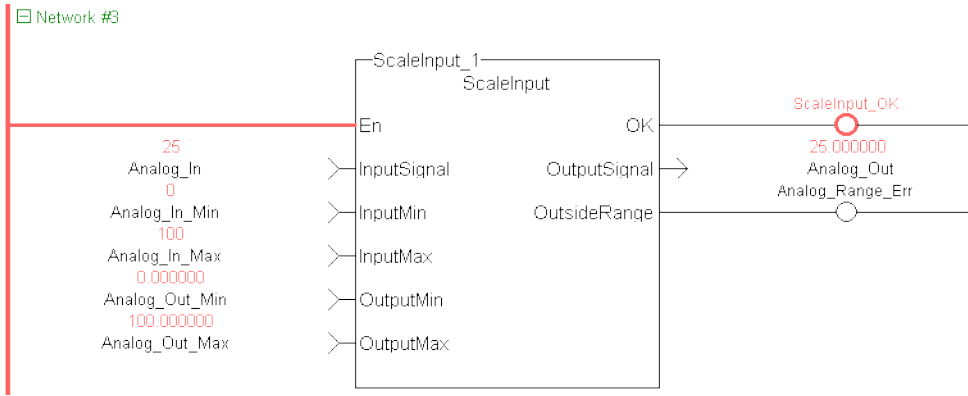 Network #3
ScaleInput_1
ScaleInput
ScaleInput_OK
En OK
25 25.000000
Analog_In InputSignal OutputSignal Analog_Out
0 Analog_Range_Err
Analog_In_Min InputMin OutsideRange
100
Analog_In_Max InputMax
0.000000
Analog_Out_Min OutputMin
100.000000
Analog_Out_Max OutputMax